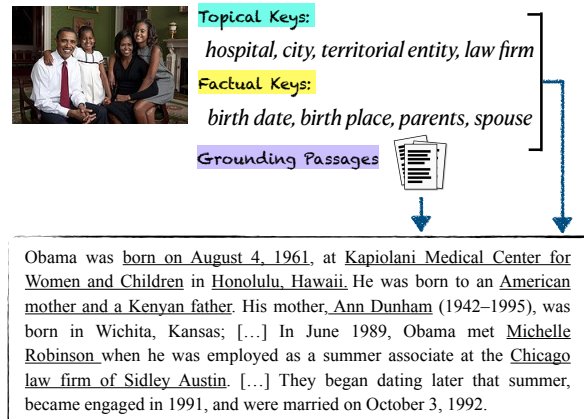 Topical Keys:
hospital, city, territorial entity, law firm
Factual Keys:
birth date, birth place, parents, spouse
Grounding Passages
Obama was born on August 4, 1961, at Kapiolani Medical Center for
Women and Children in Honolulu, Hawaii. He was born to an American
mother and a Kenyan father. His mother, Ann Dunham (1942–1995), was
born in Wichita, Kansas; […] In June 1989, Obama met Michelle
Robinson when he was employed as a summer associate at the Chicago
law firm of Sidley Austin. […] They began dating later that summer,
became engaged in 1991, and were married on October 3, 1992.